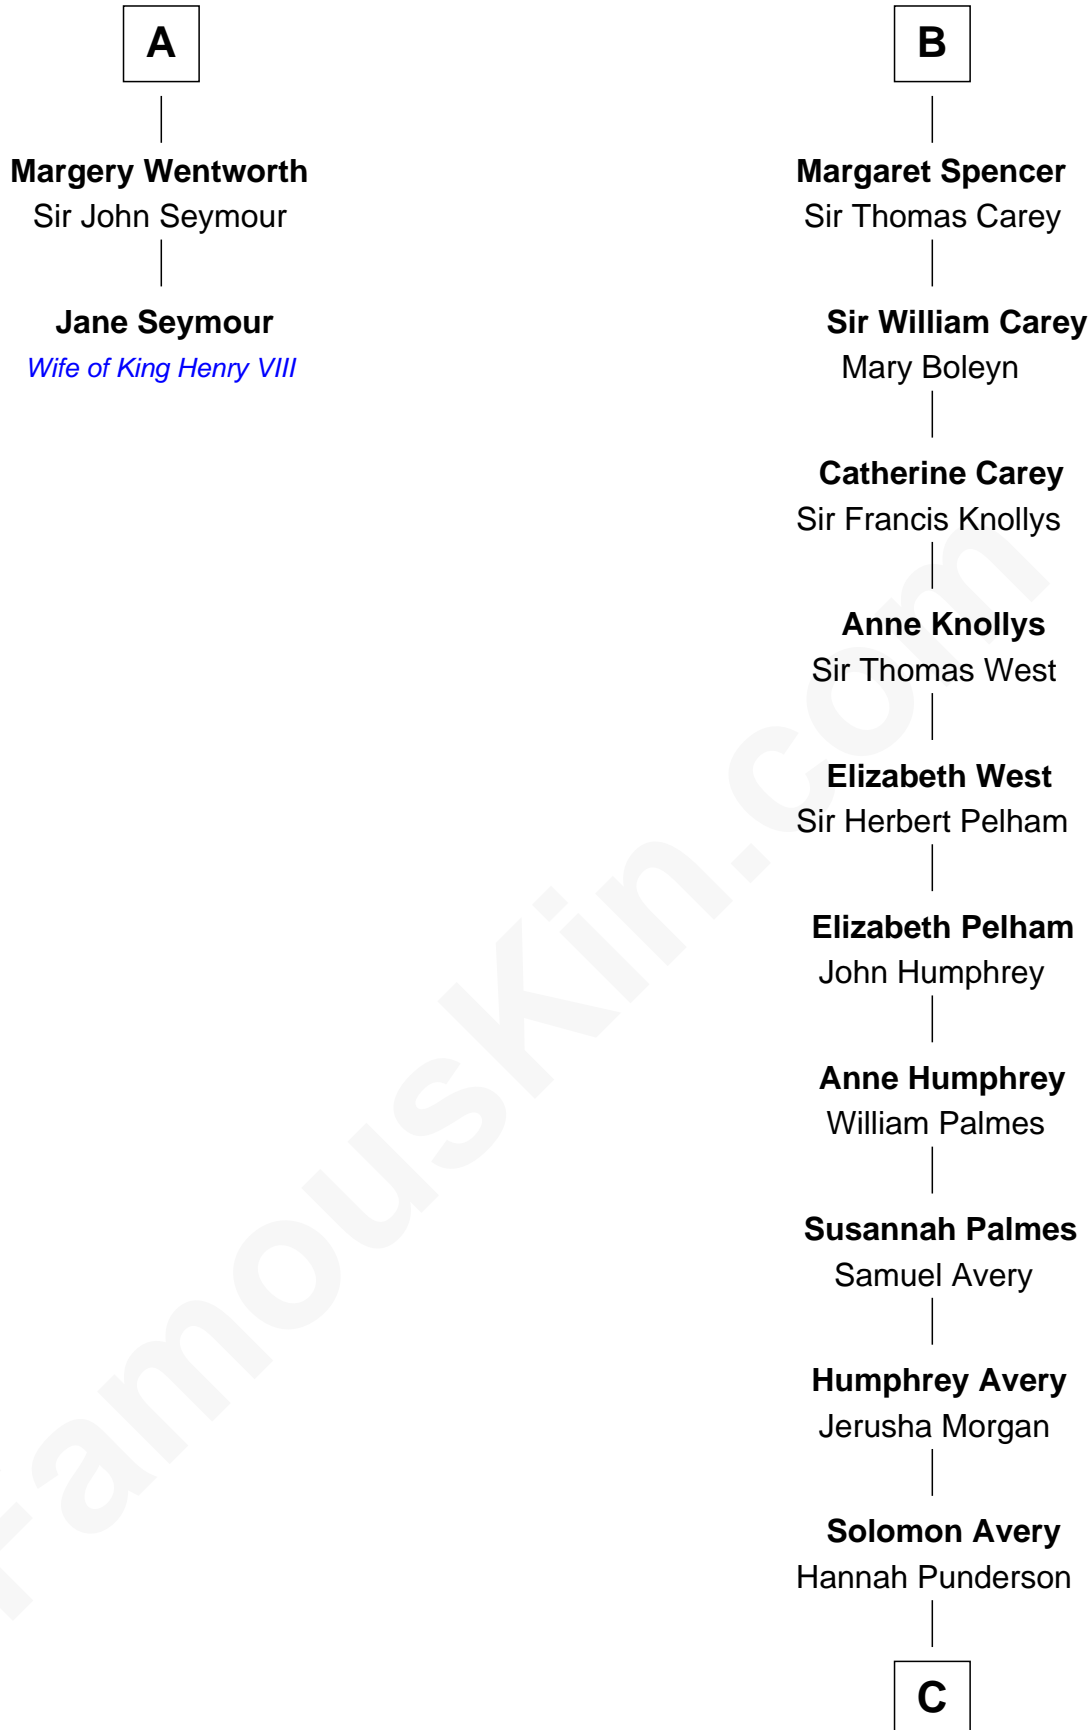 A
Margery Wentworth
Sir John Seymour
Jane Seymour
Wife of King Henry VIII
B
Margaret Spencer
Sir Thomas Carey
Sir William Carey
Mary Boleyn
Catherine Carey
Sir Francis Knollys
Anne Knollys
Sir Thomas West
Elizabeth West
Sir Herbert Pelham
Elizabeth Pelham
John Humphrey
Anne Humphrey
William Palmes
Susannah Palmes
Samuel Avery
Humphrey Avery
Jerusha Morgan
Solomon Avery
Hannah Punderson
C
FamousKin.com